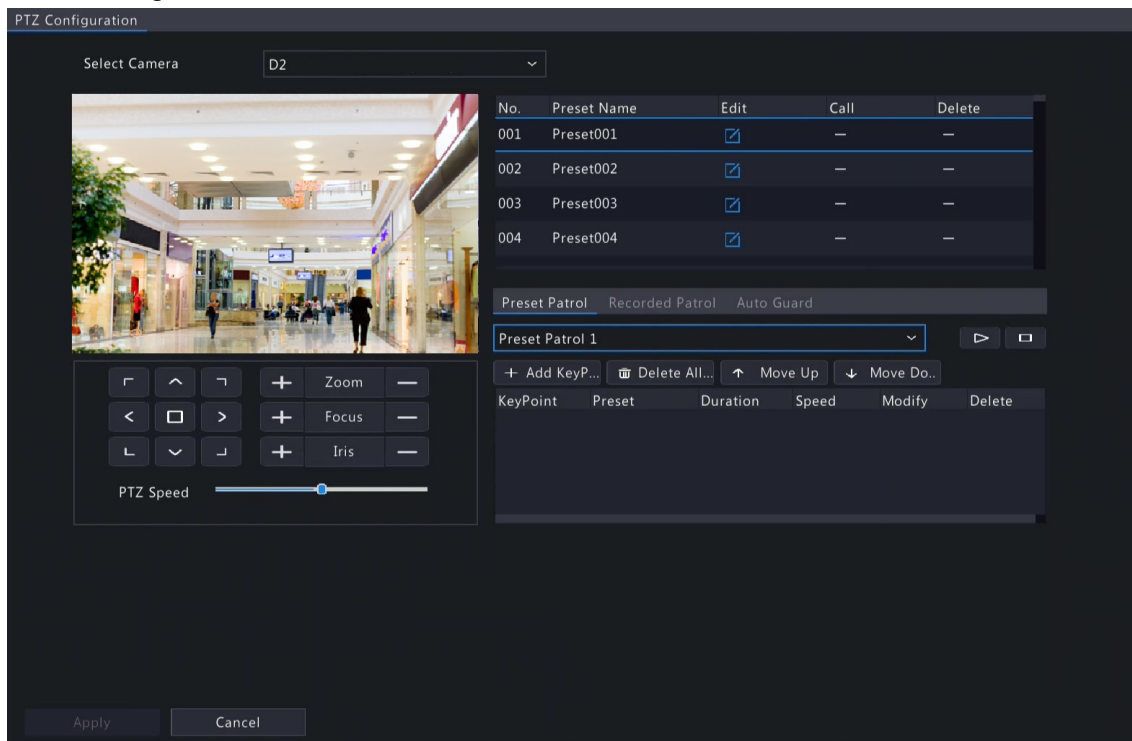 PTZ Configuration
Select Camera D2
No. Preset Name Edit Call Delete
001 Preset001
002 Preset002
003 Preset003
004 Preset004
Preset Patrol Recorded Patrol Auto Guard
Preset Patrol 1
Add KeyP... Delete All... Move Up Move Do..
KeyPoint Preset Duration Speed Modify Delete
Zoom
Focus
Iris
PTZ Speed
Apply Cancel